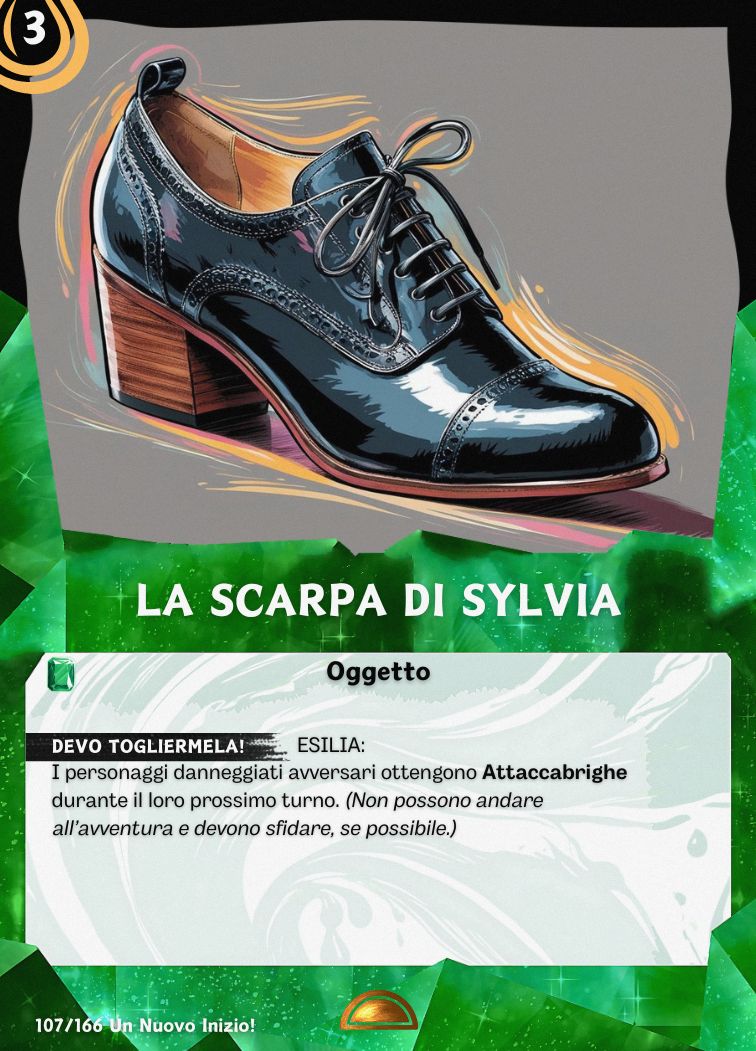 3
LA SCARPA DI SYLVIA
Oggetto
DEVO TOGLIERMELA! ESILIA:
I personaggi danneggiati avversari ottengono Attaccabrighe
durante il loro prossimo turno. (Non possono andare
all'avventura e devono sfidare, se possibile.)
107/166 Un Nuovo Inizio!